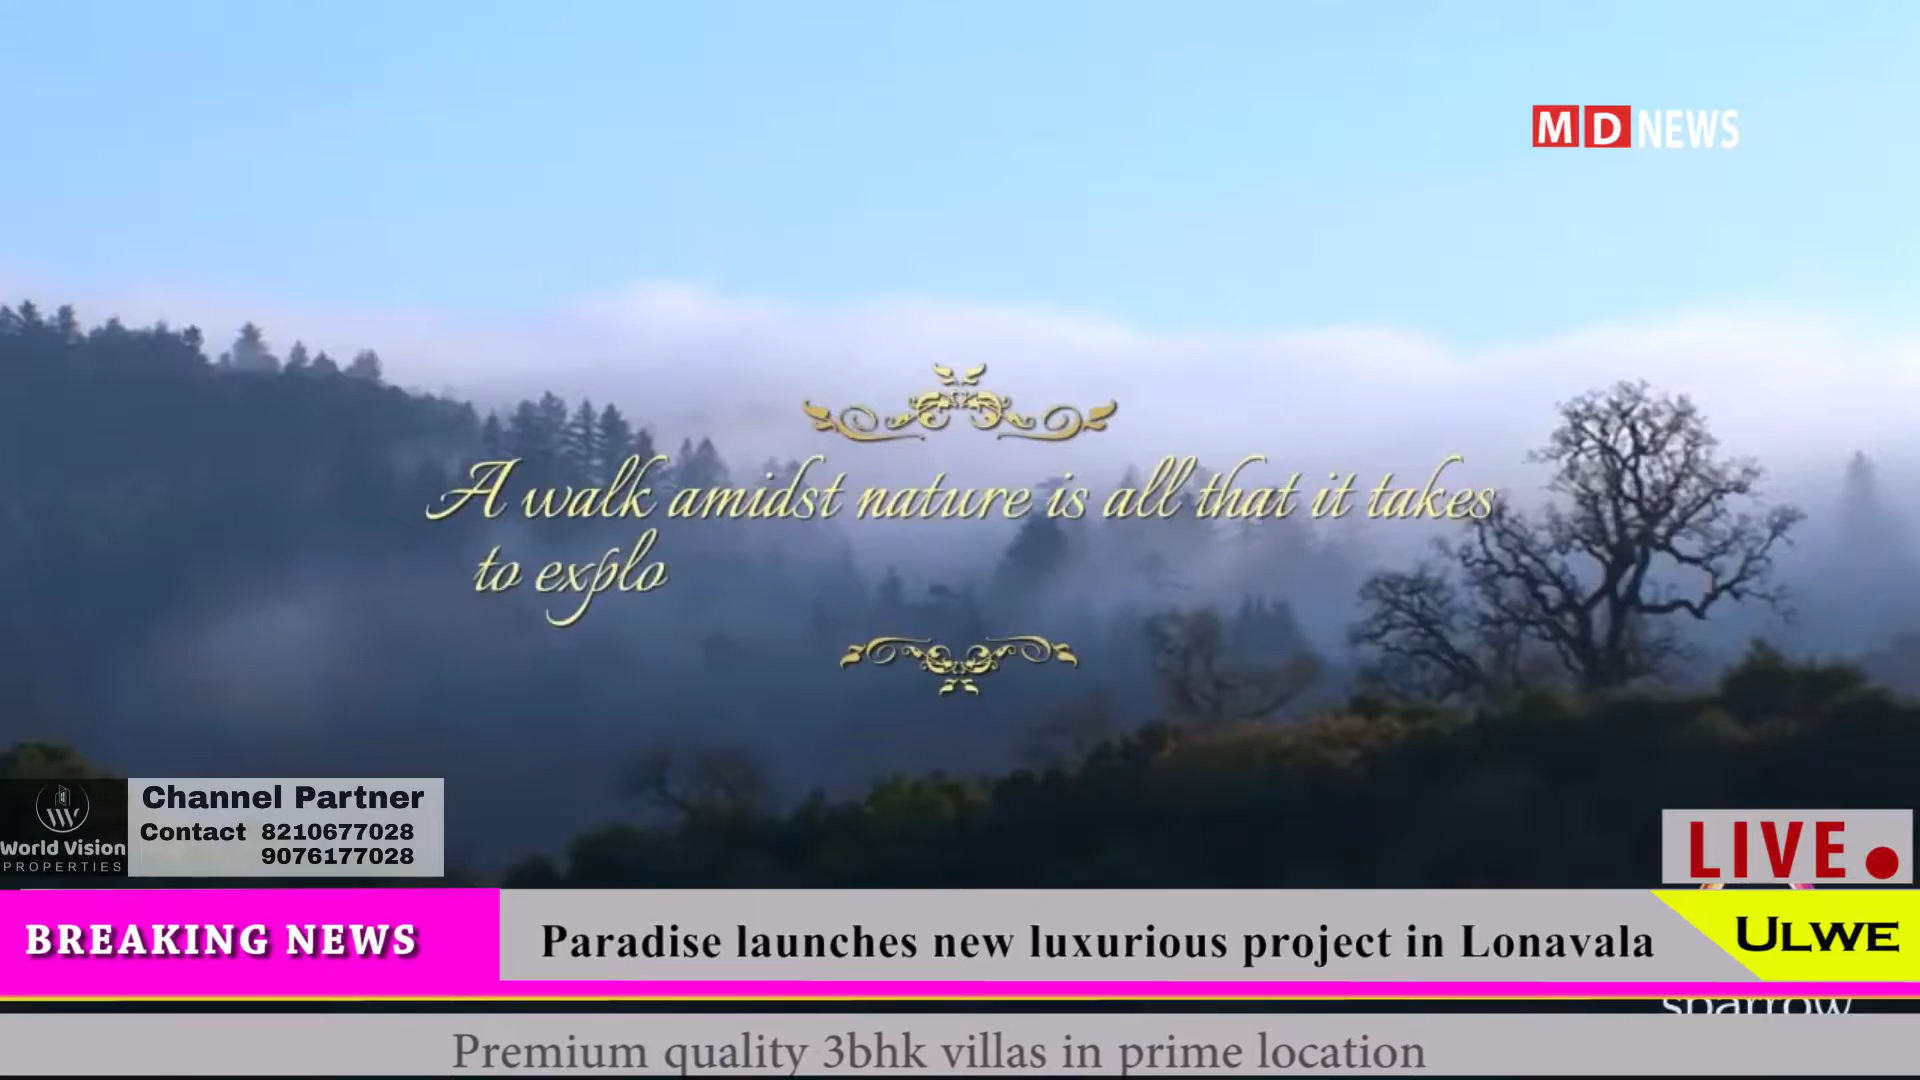 MD NEWS
A walk amidst nature is all that it takes
to explo
World Vision
PROPERTIES
Channel Partner
Contact 8210677028
9076177028
LIVE
BREAKING NEWS
Paradise launches new luxurious project in Lonavala
ULWE
sparrow
Premium quality 3bhk villas in prime location